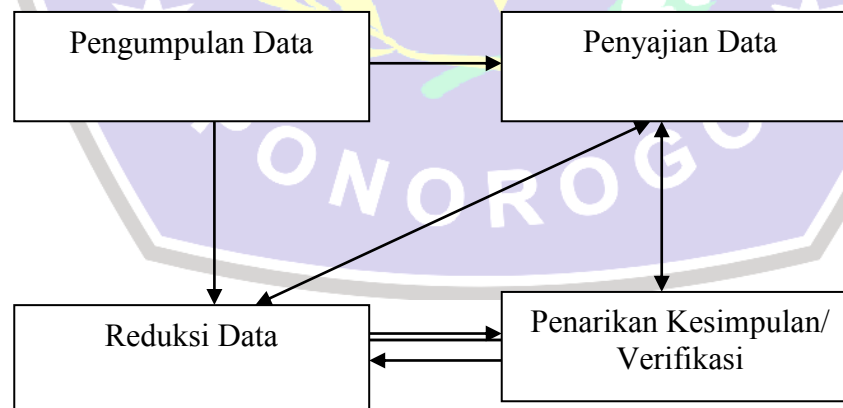 Pengumpulan Data
Penyajian Data
PONOROGO
Reduksi Data
Penarikan Kesimpulan/
Verifikasi